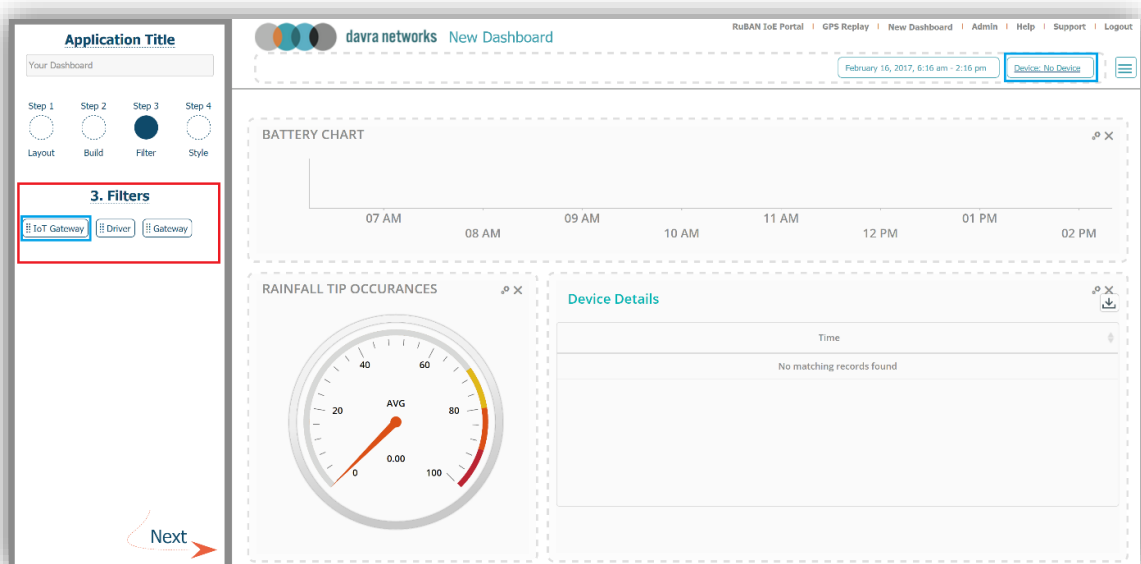 Application Title
Your Dashboard
Step 1 Step 2 Step 3 Step 4
Layout Build Filter Style
3. Filters
IoT Gateway Driver Gateway
Next
davra networks New Dashboard
RuBAN IoE Portal | GPS Replay | New Dashboard | Admin | Help | Support | Logout
February 16, 2017, 6:16 am - 2:16 pm Device: No Device
BATTERY CHART
07 AM 08 AM 09 AM 10 AM 11 AM 12 PM 01 PM 02 PM
RAINFALL TIP OCCURANCES
0 20 40 60 80 100
AVG
0.00
Device Details
Time
No matching records found